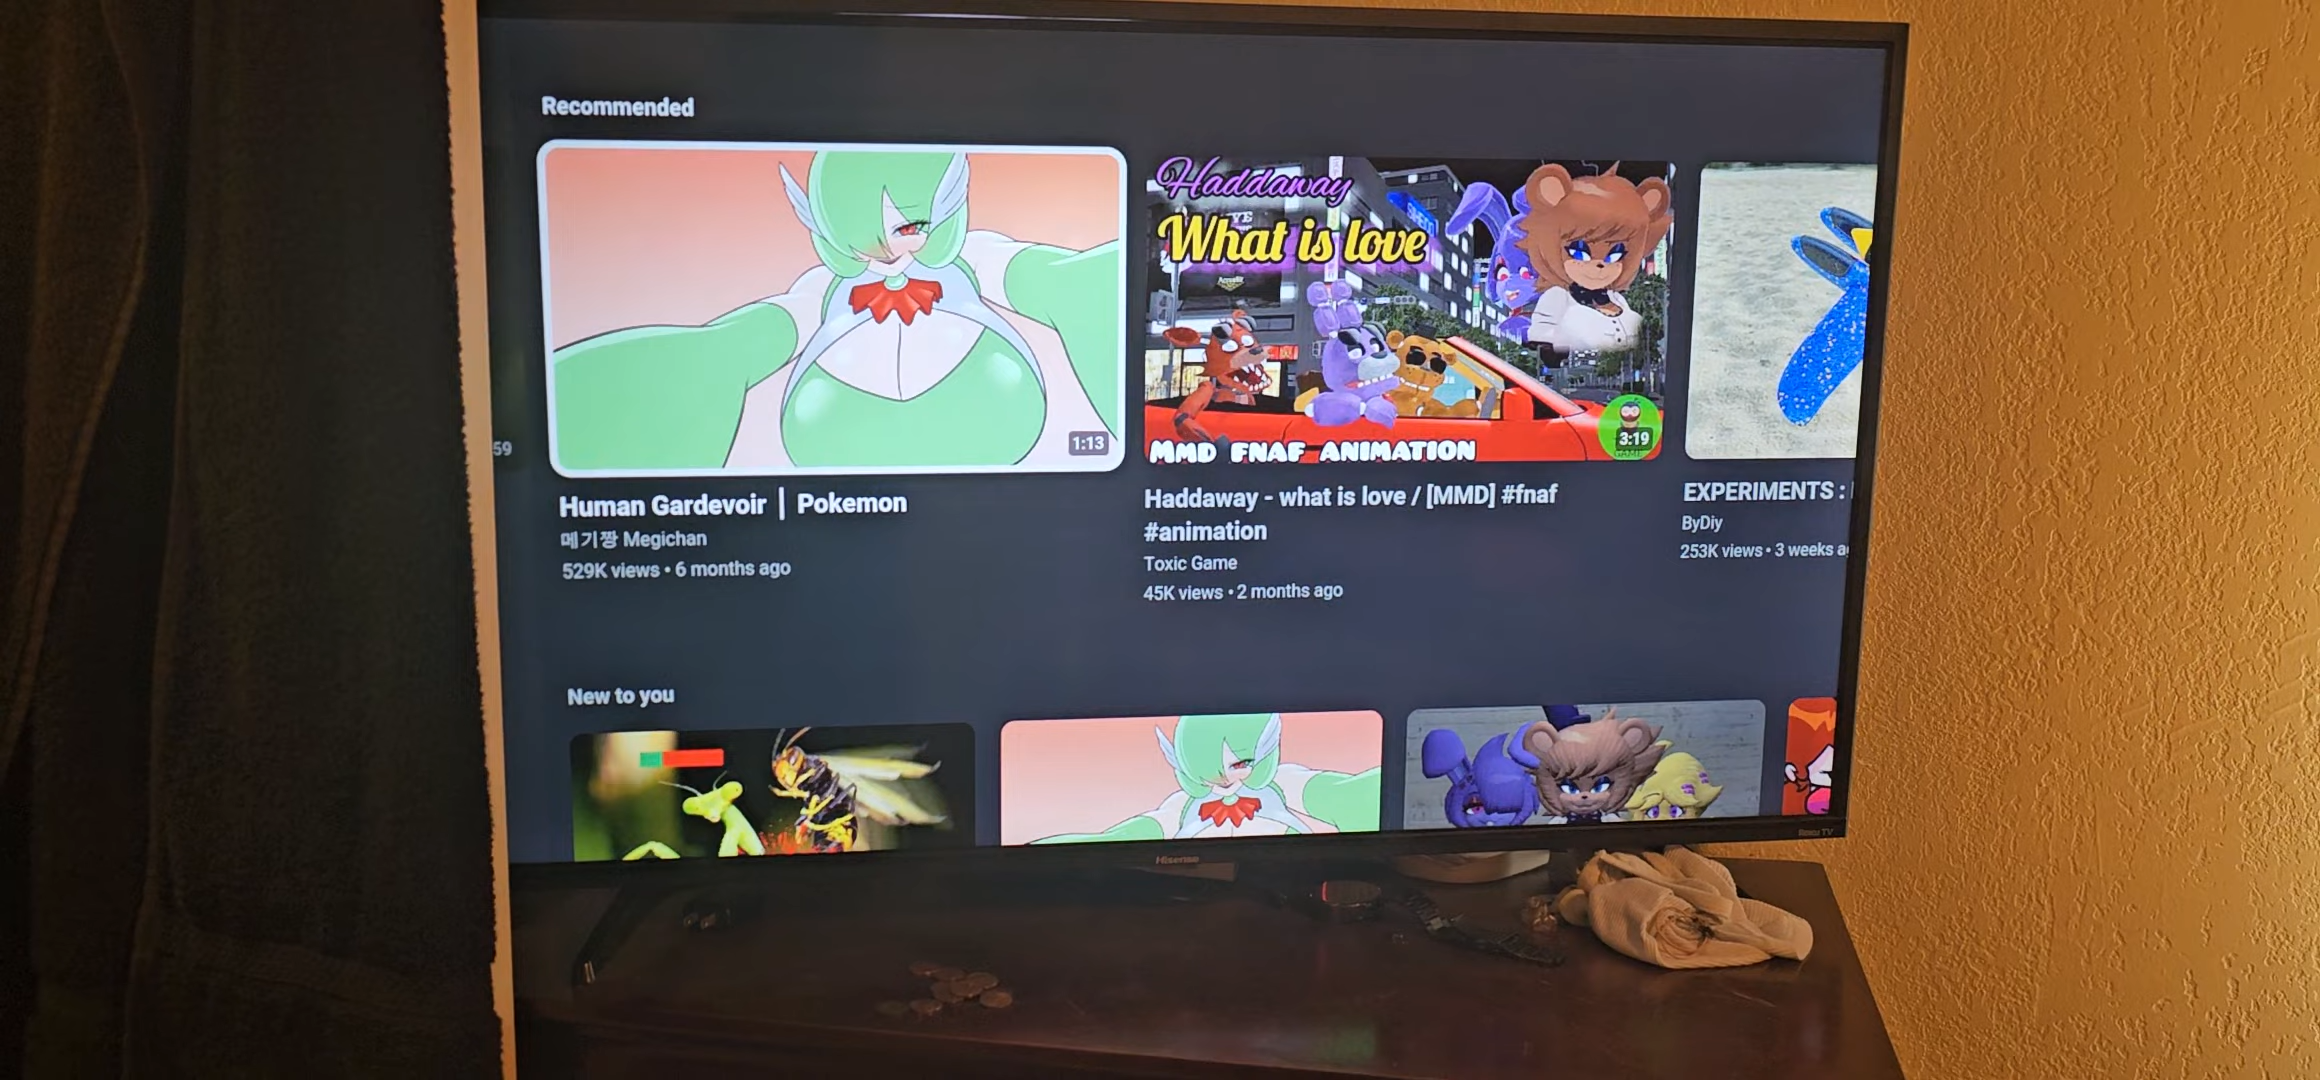 Recommended
1:13
Haddaway
What is love
MMD FNAF ANIMATION
3:19
59
Human Gardevoir | Pokemon
메기짱 Megichan
529K views • 6 months ago
Haddaway - what is love / [MMD] #fnaf
#animation
Toxic Game
45K views • 2 months ago
EXPERIMENTS :
ByDiy
253K views • 3 weeks a
New to you
Hisense
Roku TV